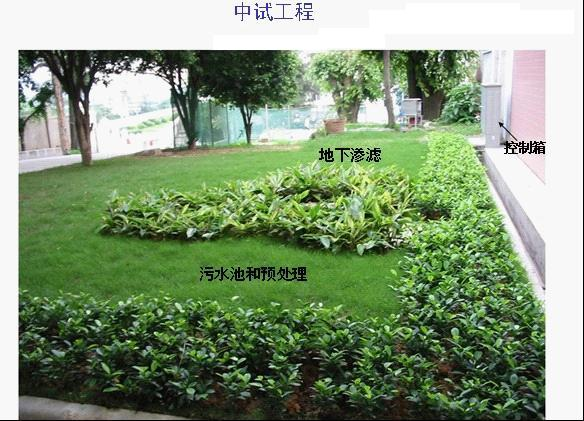 中试工程
地下渗滤
控制箱
污水池和预处理